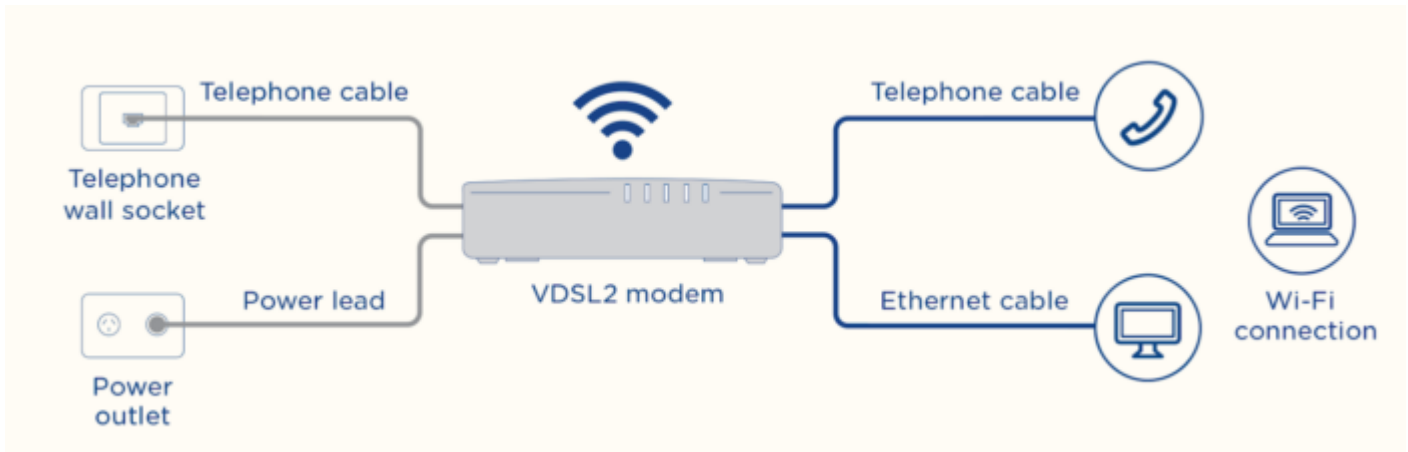 Telephone cable
Telephone
wall socket
Power lead
Power
outlet
VDSL2 modem
Telephone cable
Ethernet cable
Wi-Fi
connection